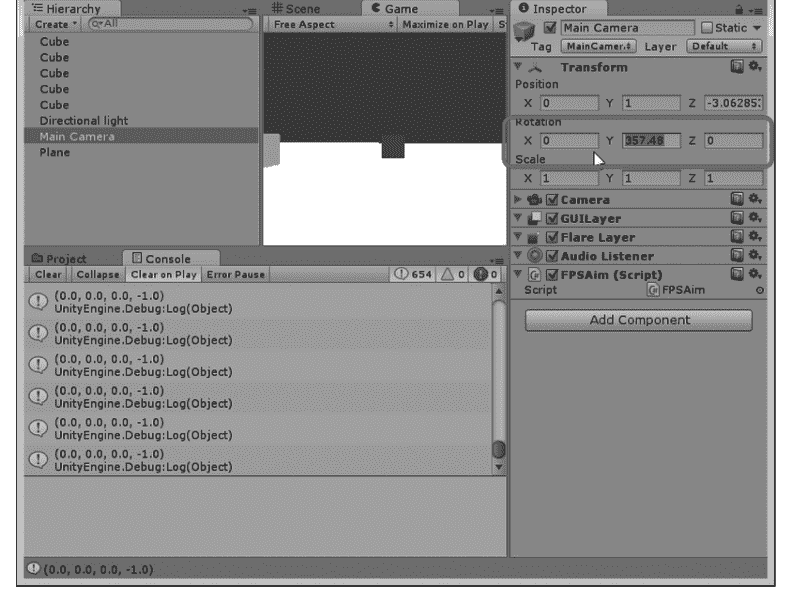 Hierarchy
Create
All
Cube
Cube
Cube
Cube
Cube
Directional light
Main Camera
Plane
Scene
Game
Free Aspect
Maximize on Play
S
Project
Console
Clear
Collapse
Clear on Play
Error Pause
654
0
0
(0.0, 0.0, 0.0, -1.0)
UnityEngine.Debug:Log(Object)
(0.0, 0.0, 0.0, -1.0)
UnityEngine.Debug:Log(Object)
(0.0, 0.0, 0.0, -1.0)
UnityEngine.Debug:Log(Object)
(0.0, 0.0, 0.0, -1.0)
UnityEngine.Debug:Log(Object)
(0.0, 0.0, 0.0, -1.0)
UnityEngine.Debug:Log(Object)
(0.0, 0.0, 0.0, -1.0)
UnityEngine.Debug:Log(Object)
(0.0, 0.0, 0.0, -1.0)
Inspector
Main Camera
Static
Tag MainCamer Layer Default
Transform
Position
X 0 Y 1 Z -3.06285
Rotation
X 0 Y 357.48 Z 0
Scale
X 1 Y 1 Z 1
Camera
GUILayer
Flare Layer
Audio Listener
FPSAim (Script)
Script FPSAim
Add Component